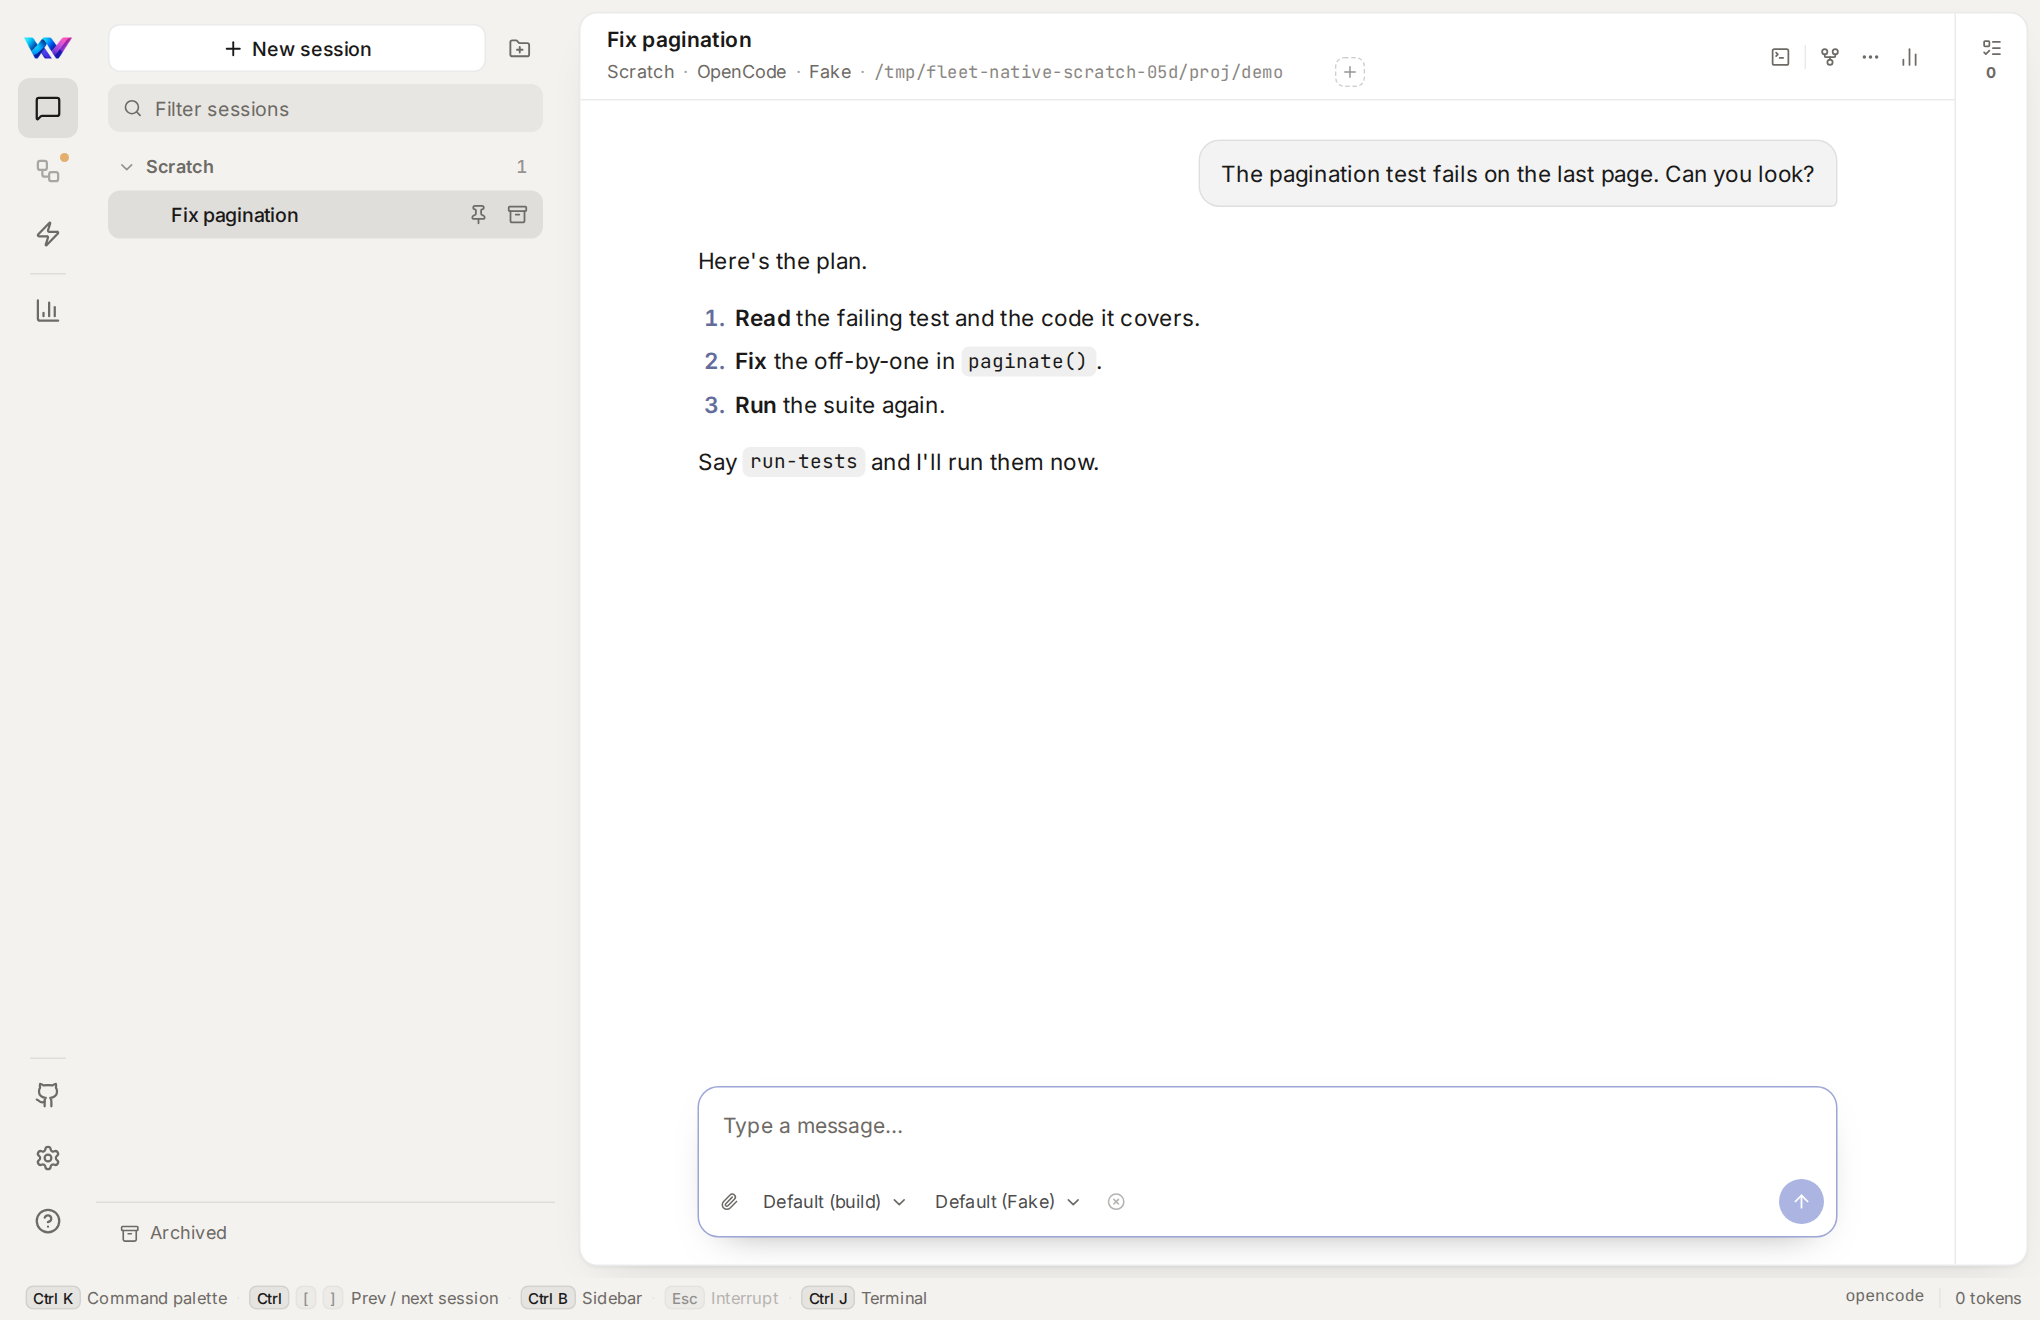 New session
Filter sessions
Scratch 1
Fix pagination
Fix pagination
Scratch · OpenCode · Fake · /tmp/fleet-native-scratch-05d/proj/demo
0
The pagination test fails on the last page. Can you look?
Here's the plan.
1. Read the failing test and the code it covers.
2. Fix the off-by-one in paginate().
3. Run the suite again.
Say run-tests and I'll run them now.
Type a message...
Default (build) Default (Fake)
Archived
Ctrl K Command palette · Ctrl [ ] Prev / next session · Ctrl B Sidebar · Esc Interrupt · Ctrl J Terminal
opencode 0 tokens